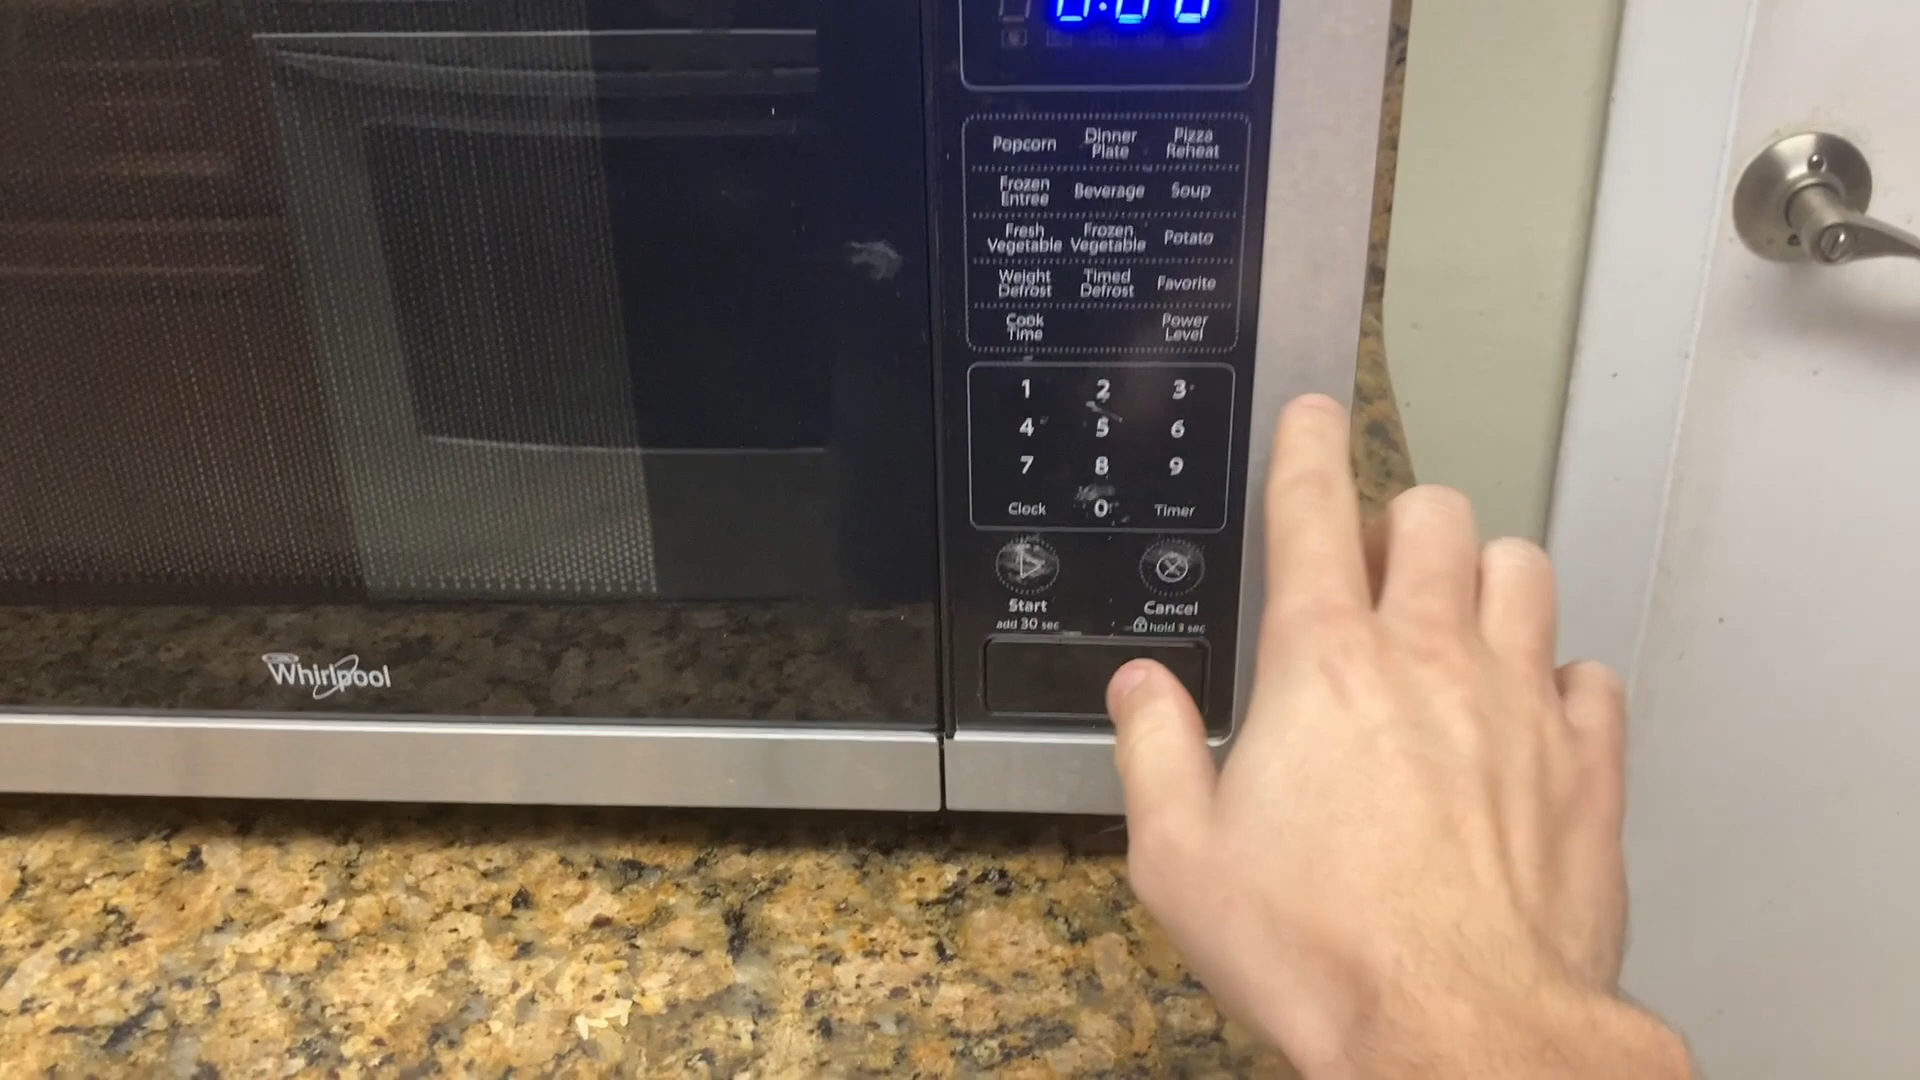 Popcorn Dinner Plate Pizza Reheat
Frozen Entree Beverage Soup
Fresh Vegetable Frozen Vegetable Potato
Weight Defrost Timed Defrost Favorite
Cook Time Power Level
1 2 3
4 5 6
7 8 9
Clock 0 Timer
Start Cancel
add 30 sec hold 3 sec
Whirlpool